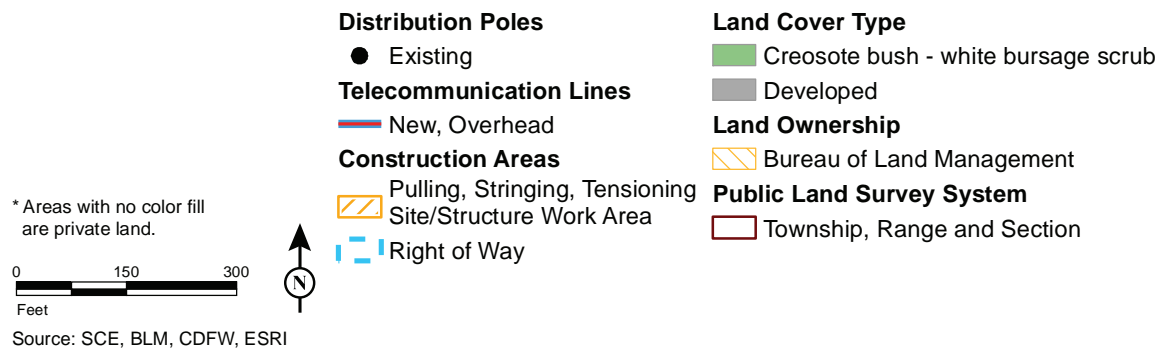 Distribution Poles
Existing
Telecommunication Lines
New, Overhead
Construction Areas
Pulling, Stringing, Tensioning
Site/Structure Work Area
Right of Way
Land Cover Type
Creosote bush - white bursage scrub
Developed
Land Ownership
Bureau of Land Management
Public Land Survey System
Township, Range and Section
* Areas with no color fill
are private land.
0 150 300
Feet
N
Source: SCE, BLM, CDFW, ESRI